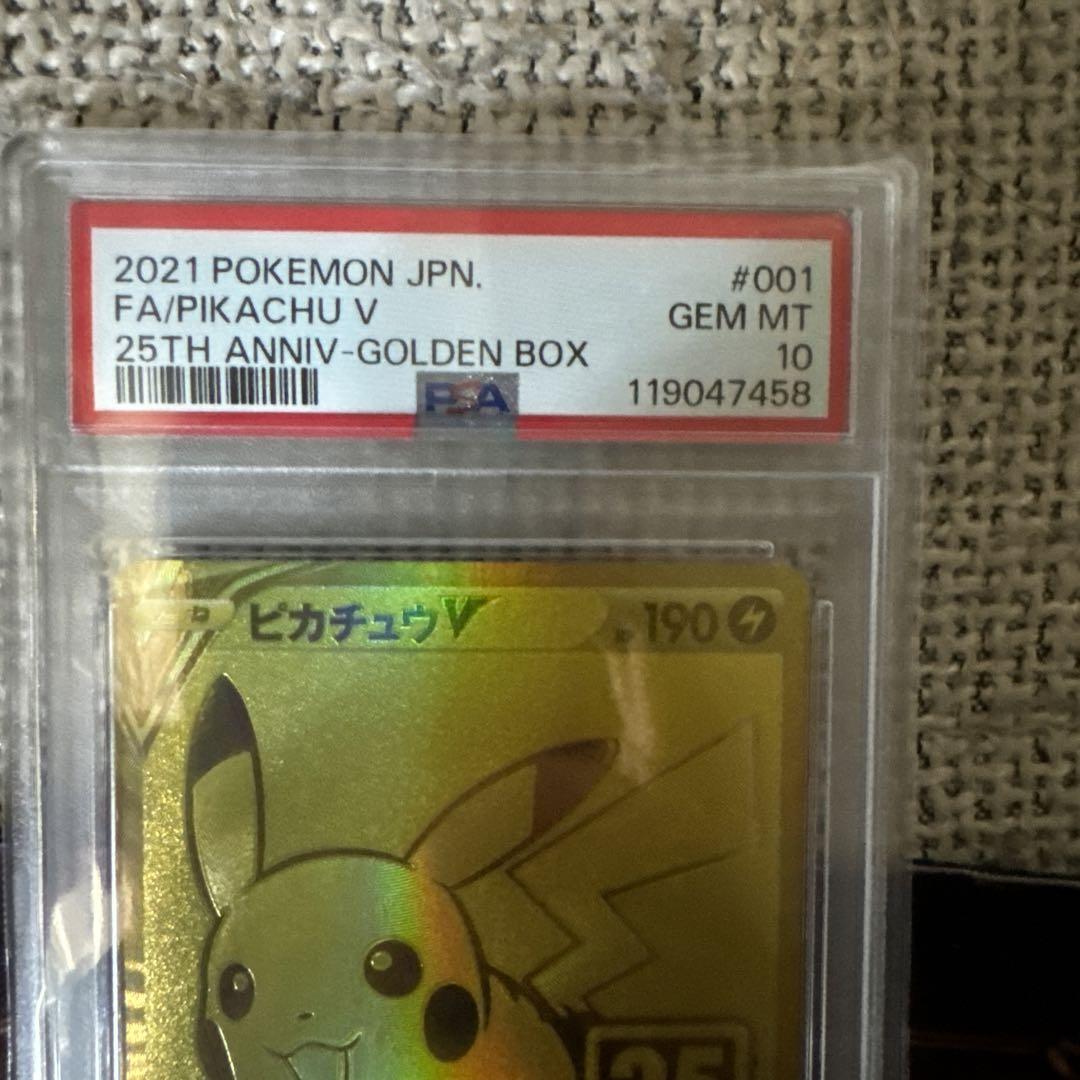 2021 POKEMON JPN.
#001
FA/PIKACHU V
GEM MT
25TH ANNIV-GOLDEN BOX
10
PSA
119047458
ピカチュウV
190
25